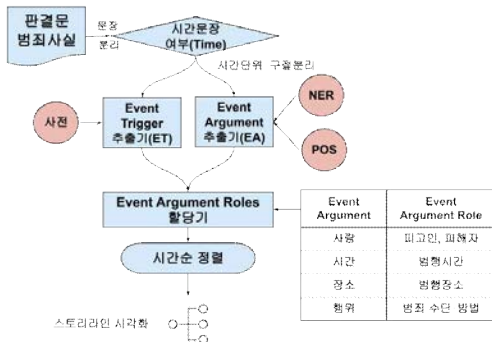 판결문
범죄사실
문장
분리
시간문장
여부(Time)
시간단위 구절분리
사전
Event
Trigger
추출기(ET)
Event
Argument
추출기(EA)
NER
POS
Event Argument Roles
할당기
Event
Argument
Event
Argument Role
사람
피고인, 피해자
시간
범행시간
장소
범행장소
행위
범죄 수단 방법
시간순 정렬
스토리라인 시각화